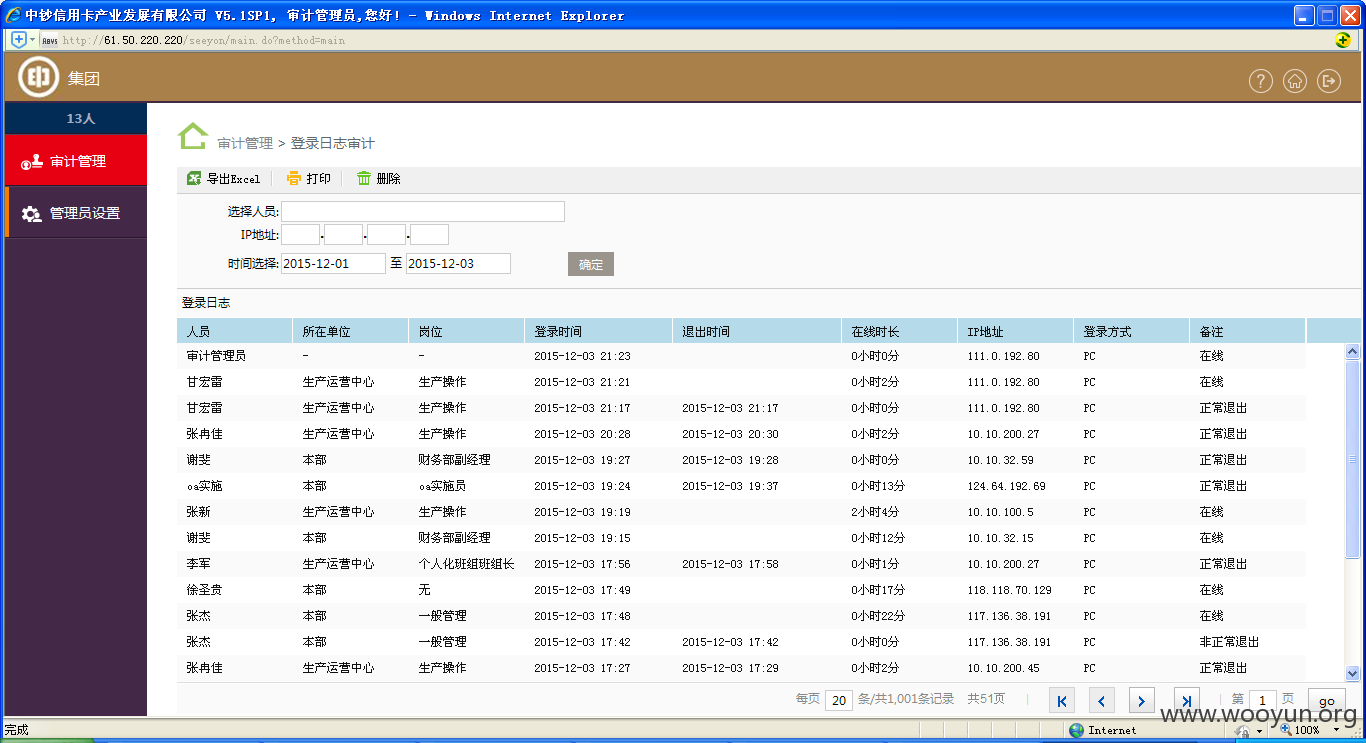 中钞信用卡产业发展有限公司 V5.1SP1, 审计管理员,您好! - Windows Internet Explorer
http://61.50.220.220/seeyon/main.do?method=main
集团
13人
审计管理
管理员设置
审计管理 > 登录日志审计
导出Excel 打印 删除
选择人员:
IP地址: . . .
时间选择: 2015-12-01 至 2015-12-03 确定
登录日志
人员 所在单位 岗位 登录时间 退出时间 在线时长 IP地址 登录方式 备注
审计管理员 - - 2015-12-03 21:23 0小时0分 111.0.192.80 PC 在线
甘宏雷 生产运营中心 生产操作 2015-12-03 21:21 0小时2分 111.0.192.80 PC 在线
甘宏雷 生产运营中心 生产操作 2015-12-03 21:17 2015-12-03 21:17 0小时0分 111.0.192.80 PC 正常退出
张冉佳 生产运营中心 生产操作 2015-12-03 20:28 2015-12-03 20:30 0小时2分 10.10.200.27 PC 正常退出
谢斐 本部 财务部副经理 2015-12-03 19:27 2015-12-03 19:28 0小时0分 10.10.32.59 PC 正常退出
oa实施 本部 oa实施员 2015-12-03 19:24 2015-12-03 19:37 0小时13分 124.64.192.69 PC 正常退出
张新 生产运营中心 生产操作 2015-12-03 19:19 2小时4分 10.10.100.5 PC 在线
谢斐 本部 财务部副经理 2015-12-03 19:15 0小时12分 10.10.32.15 PC 在线
李军 生产运营中心 个人化班组班组长 2015-12-03 17:56 2015-12-03 17:58 0小时1分 10.10.200.27 PC 正常退出
徐圣贵 本部 无 2015-12-03 17:49 0小时17分 118.118.70.129 PC 在线
张杰 本部 一般管理 2015-12-03 17:48 0小时22分 117.136.38.191 PC 在线
张杰 本部 一般管理 2015-12-03 17:42 2015-12-03 17:42 0小时0分 117.136.38.191 PC 非正常退出
张冉佳 生产运营中心 生产操作 2015-12-03 17:27 2015-12-03 17:29 0小时2分 10.10.200.45 PC 正常退出
每页 20 条/共1,001条记录 共51页 第 1 页 go
www.wooyun.org
完成 Internet 100%